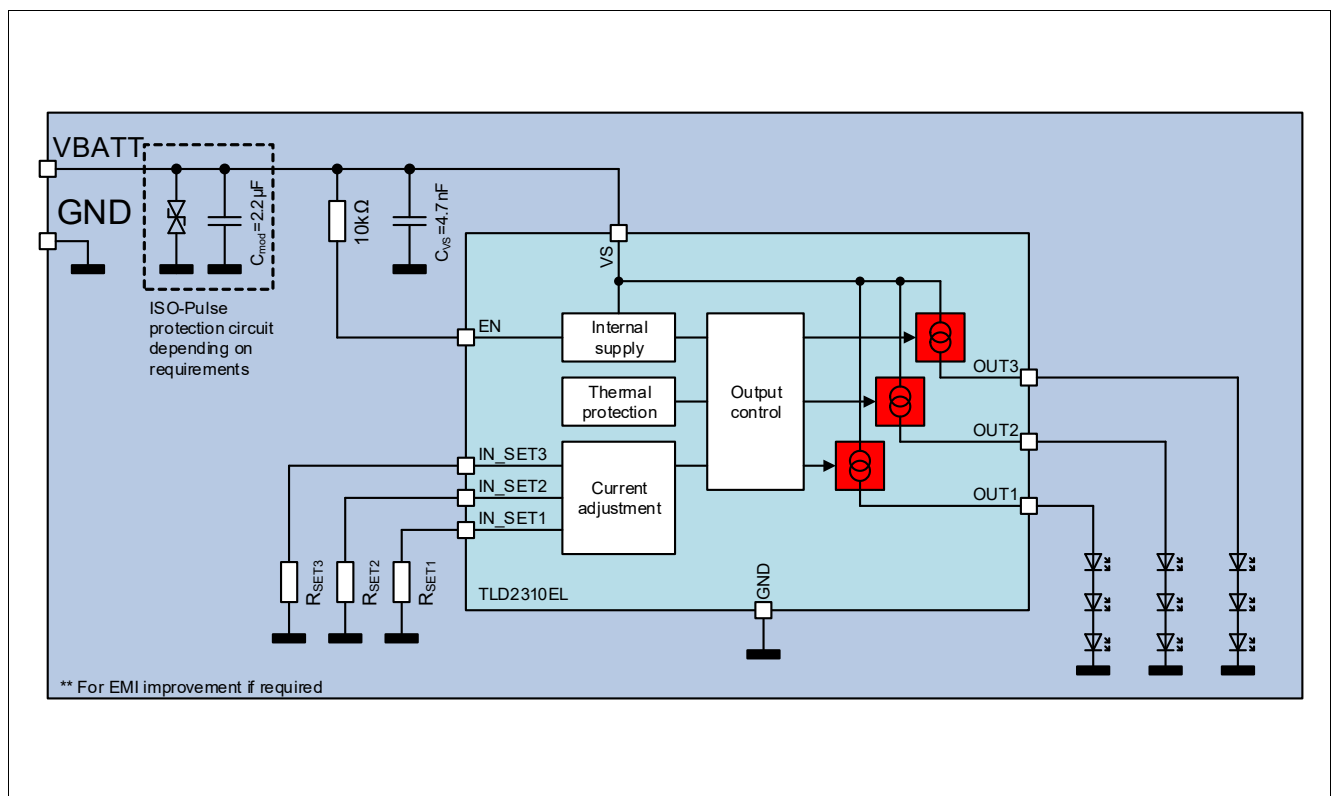 VBATT
GND
Cmod=2.2µF
10kΩ
CVS=4.7nF
ISO-Pulse
protection circuit
depending on
requirements
VS
EN
Internal
supply
Thermal
protection
Output
control
OUT3
OUT2
OUT1
IN_SET3
IN_SET2
IN_SET1
Current
adjustment
RSET3
RSET2
RSET1
TLD2310EL
GND
** For EMI improvement if required